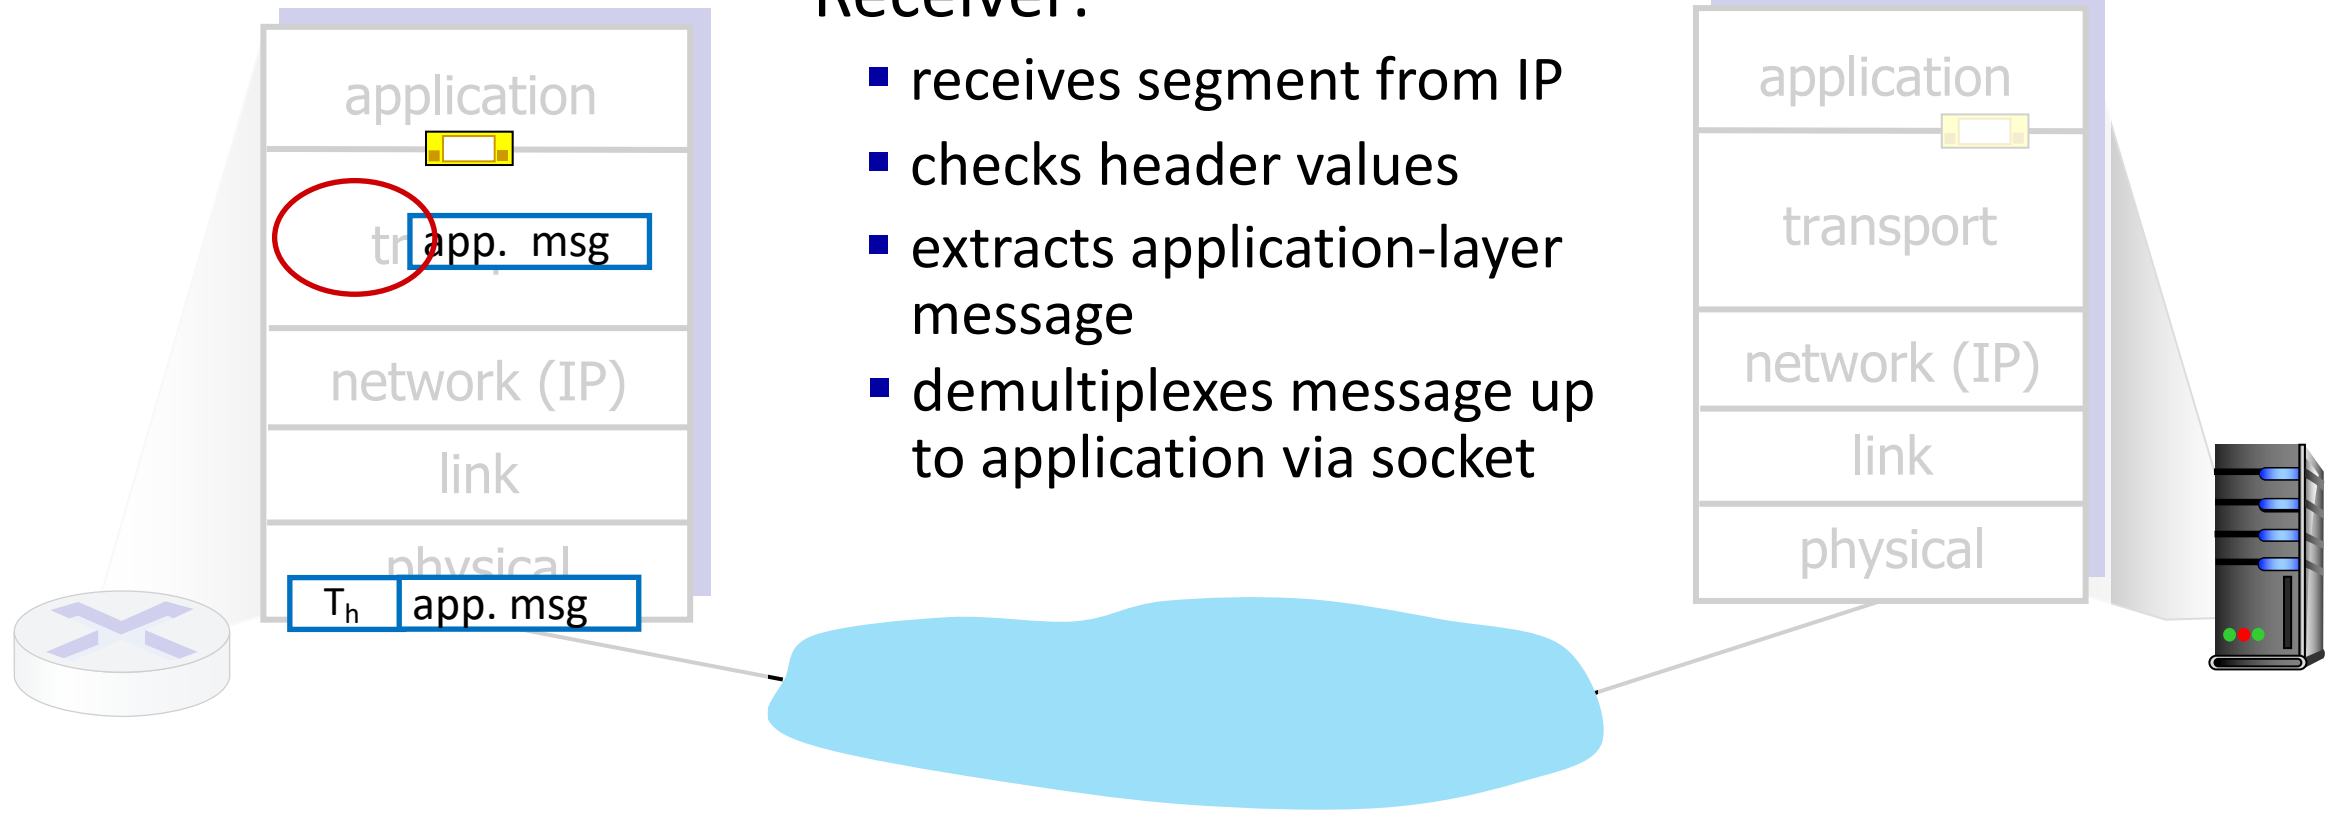 Receiver:
receives segment from IP
checks header values
extracts application-layer
message
demultiplexes message up
to application via socket
application
app. msg
network (IP)
link
physical
T_h app. msg
application
transport
network (IP)
link
physical